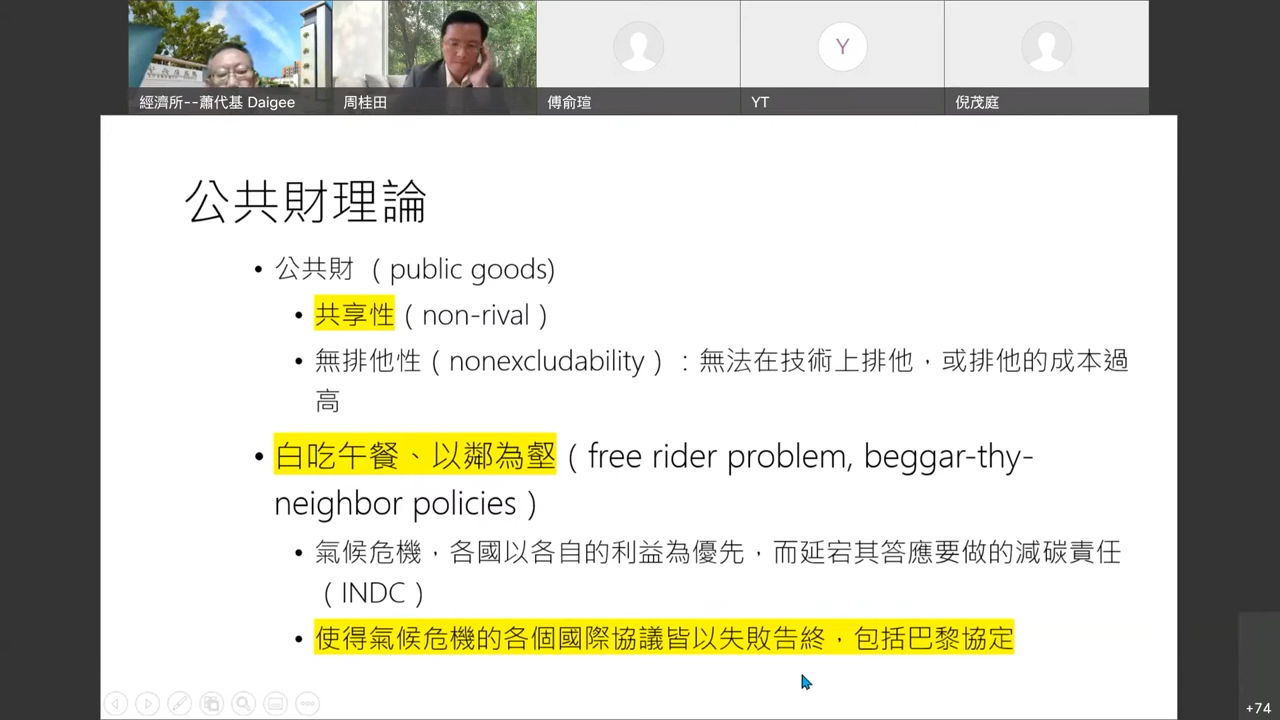 經濟所--蕭代基 Daigee
周桂田
傅俞瑄
Y
YT
倪茂庭
公共財理論
• 公共財 （public goods)
• 共享性（non-rival）
• 無排他性（nonexcludability）：無法在技術上排他，或排他的成本過
高
• 白吃午餐、以鄰為壑（free rider problem, beggar-thy-
neighbor policies）
• 氣候危機，各國以各自的利益為優先，而延宕其答應要做的減碳責任
（INDC）
• 使得氣候危機的各個國際協議皆以失敗告終，包括巴黎協定
+74